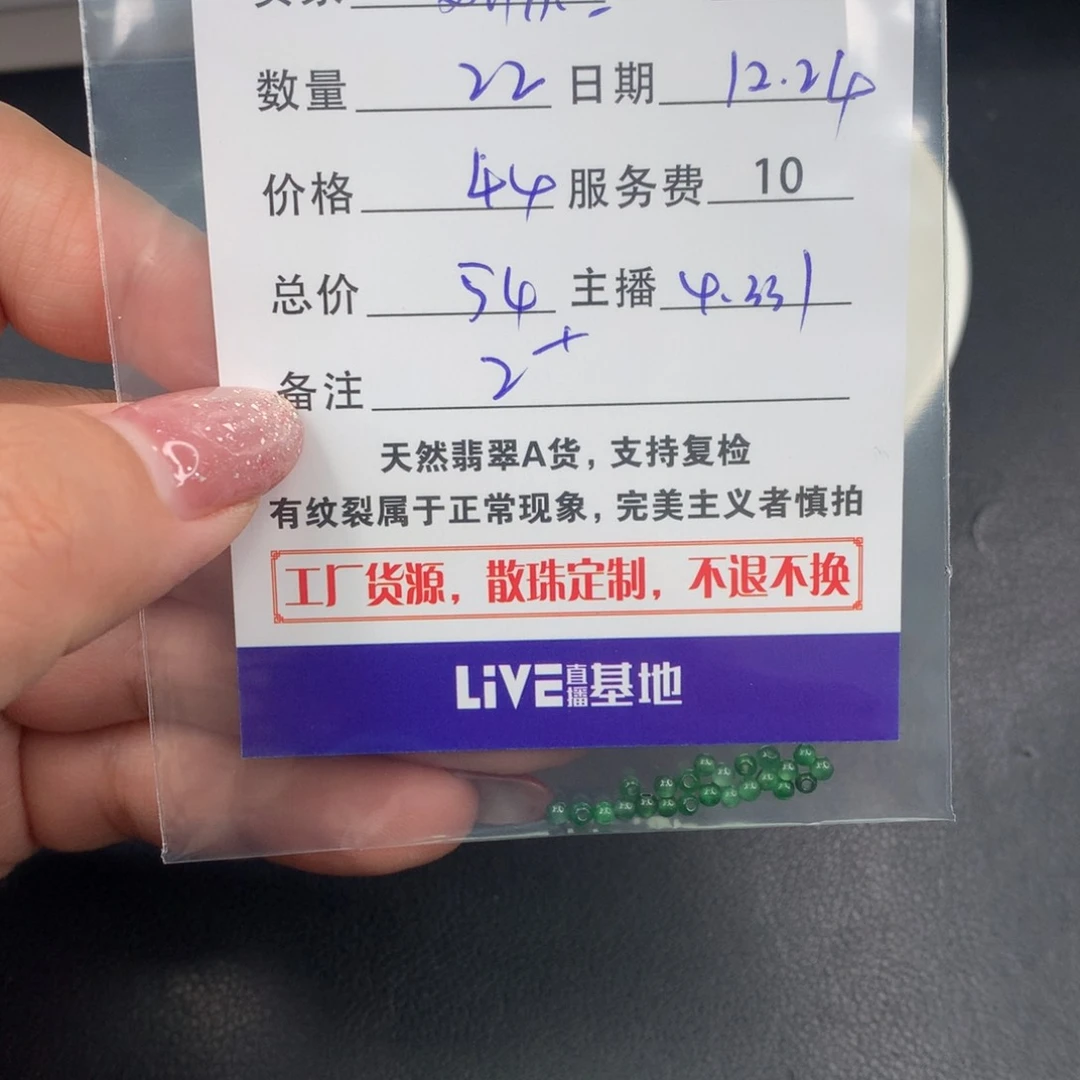 数量 22 日期 12.24
价格 44 服务费 10
总价 54 主播 4.331
备注 2+
天然翡翠A货，支持复检
有纹裂属于正常现象，完美主义者慎拍
工厂货源，散珠定制，不退不换
LiVE直播基地